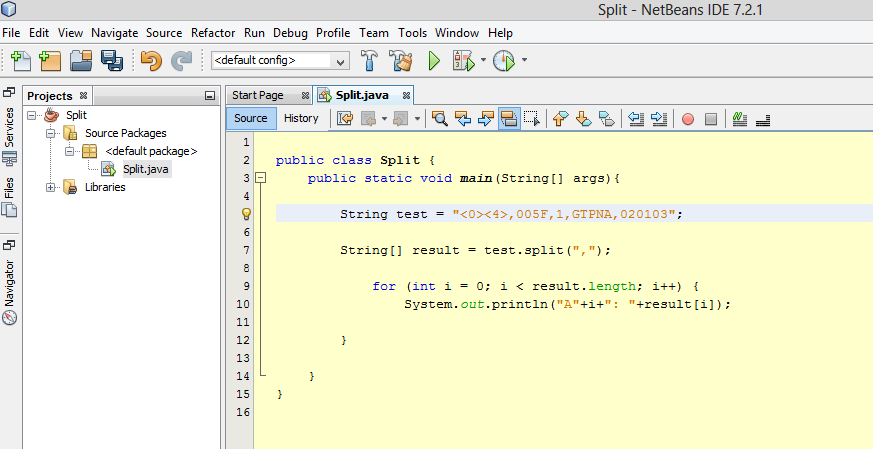 Split - NetBeans IDE 7.2.1
File Edit View Navigate Source Refactor Run Debug Profile Team Tools Window Help
<default config>
Projects
Start Page
Split.java
Services
Files
Navigator
Split
Source Packages
<default package>
Split.java
Libraries
Source History
1
2 public class Split {
3 public static void main(String[] args){
4
String test = "<0><4>,005F,1,GTPNA,020103";
6
7 String[] result = test.split(",");
8
9 for (int i = 0; i < result.length; i++) {
10 System.out.println("A"+i+": "+result[i]);
11
12 }
13
14 }
15 }
16